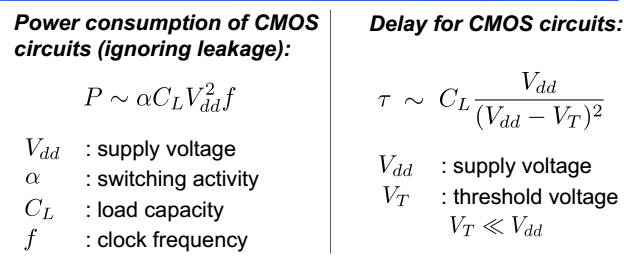 Power consumption of CMOS
circuits (ignoring leakage):
P ∼ αC_L V_dd^2 f
V_dd : supply voltage
α : switching activity
C_L : load capacity
f : clock frequency
Delay for CMOS circuits:
τ ∼ C_L V_dd / (V_dd − V_T)^2
V_dd : supply voltage
V_T : threshold voltage
V_T ≪ V_dd